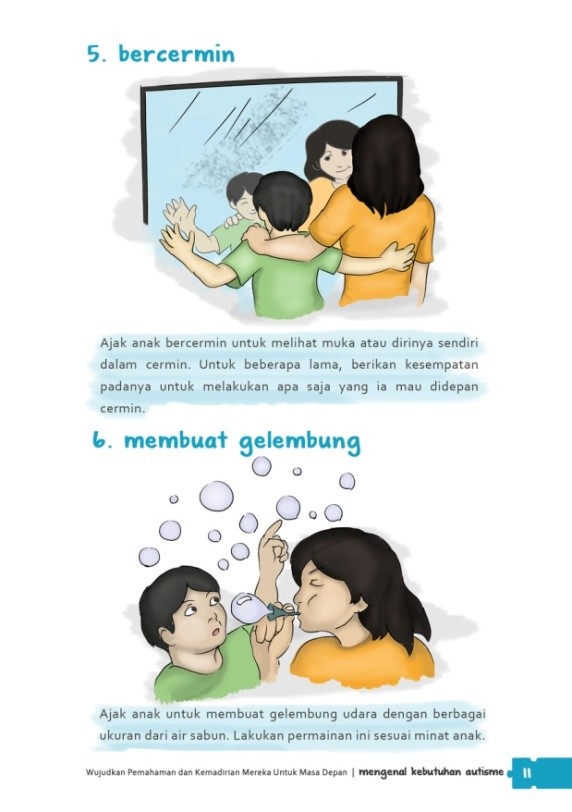 5. bercermin
Ajak anak bercermin untuk melihat muka atau dirinya sendiri
dalam cermin. Untuk beberapa lama, berikan kesempatan
padanya untuk melakukan apa saja yang ia mau didepan
cermin.
6. membuat gelembung
Ajak anak untuk membuat gelembung udara dengan berbagai
ukuran dari air sabun. Lakukan permainan ini sesuai minat anak.
Wujudkan Pemahaman dan Kemadirian Mereka Untuk Masa Depan | mengenal kebutuhan autisme 11